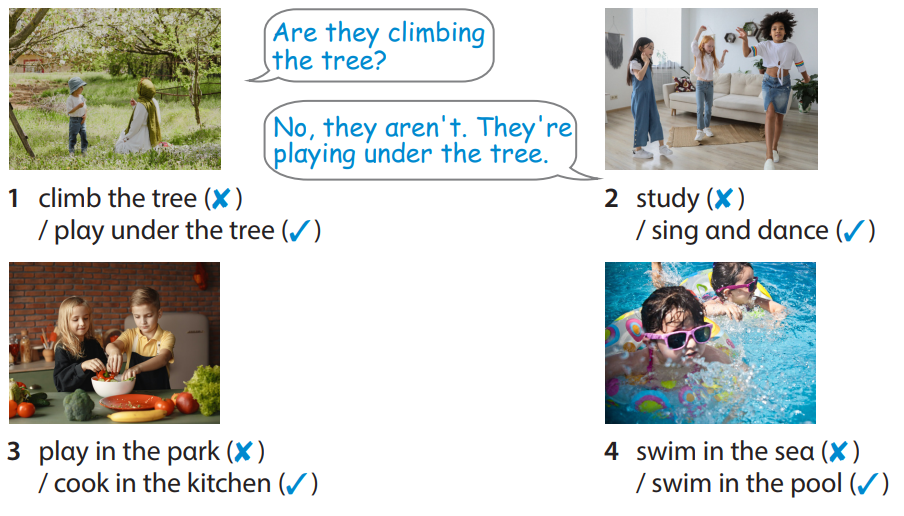 Are they climbing
the tree?
No, they aren't. They're
playing under the tree.
1 climb the tree (✘)
/ play under the tree (✓)
2 study (✘)
/ sing and dance (✓)
3 play in the park (✘)
/ cook in the kitchen (✓)
4 swim in the sea (✘)
/ swim in the pool (✓)